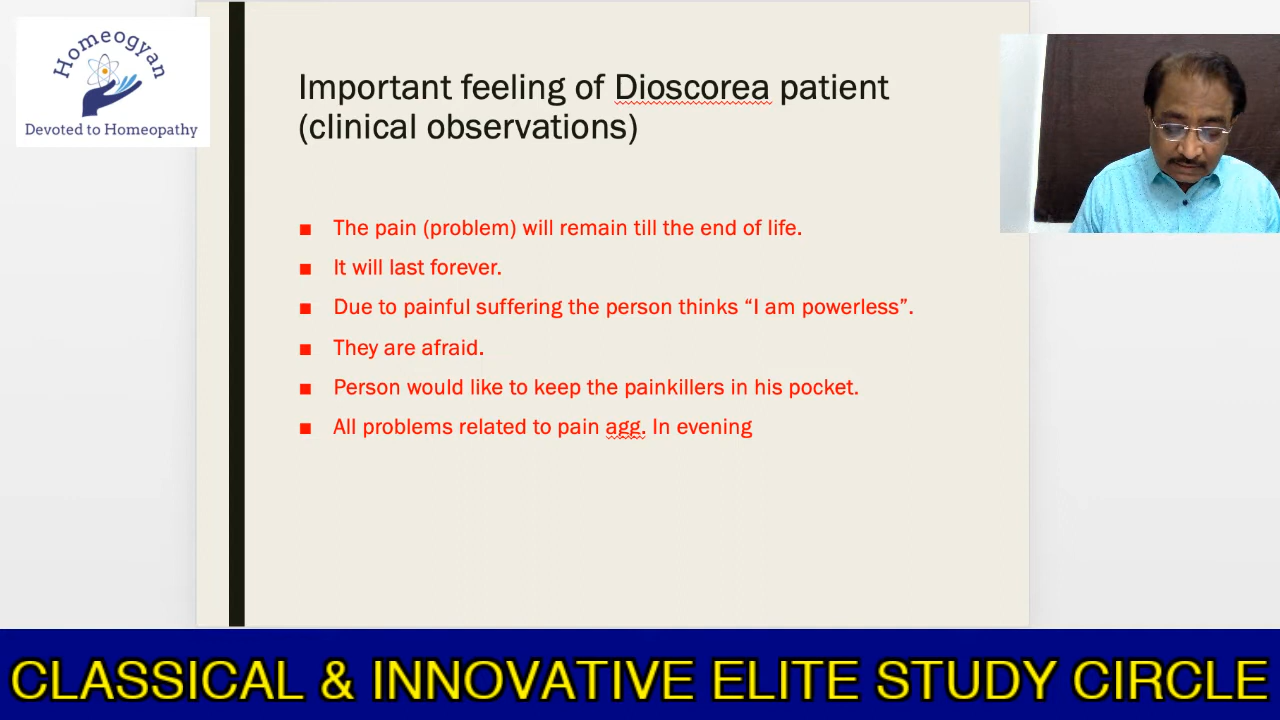 Homeogyan
Devoted to Homeopathy
Important feeling of Dioscorea patient
(clinical observations)
■ The pain (problem) will remain till the end of life.
■ It will last forever.
■ Due to painful suffering the person thinks “I am powerless”.
■ They are afraid.
■ Person would like to keep the painkillers in his pocket.
■ All problems related to pain agg. In evening
CLASSICAL & INNOVATIVE ELITE STUDY CIRCLE